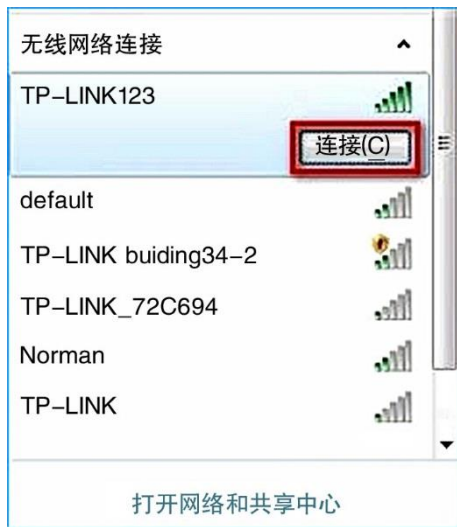 无线网络连接
TP-LINK123
连接(C)
default
TP-LINK buiding34-2
TP-LINK_72C694
Norman
TP-LINK
打开网络和共享中心